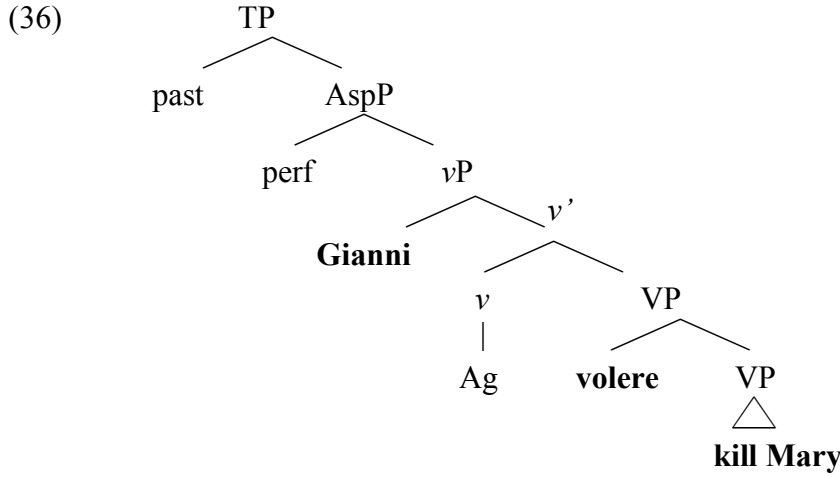 (36) TP
past AspP
perf vP
Gianni v’
v VP
Ag volere VP
kill Mary